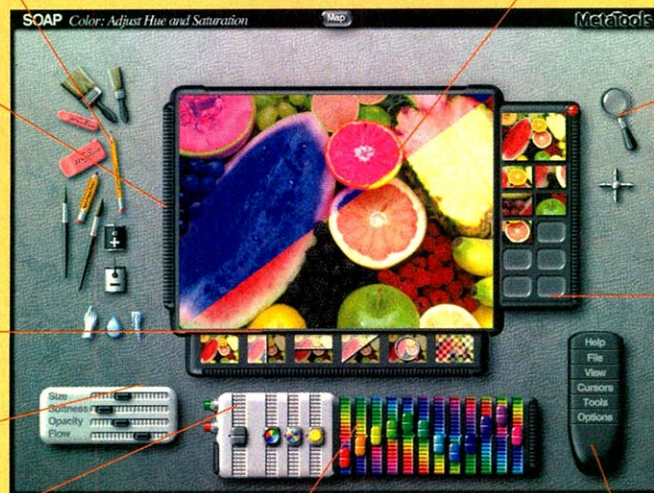 SOAP Color: Adjust Hue and Saturation
Map
MetaTools
Size
Softness
Opacity
Flow
Help
File
View
Cursors
Tools
Options